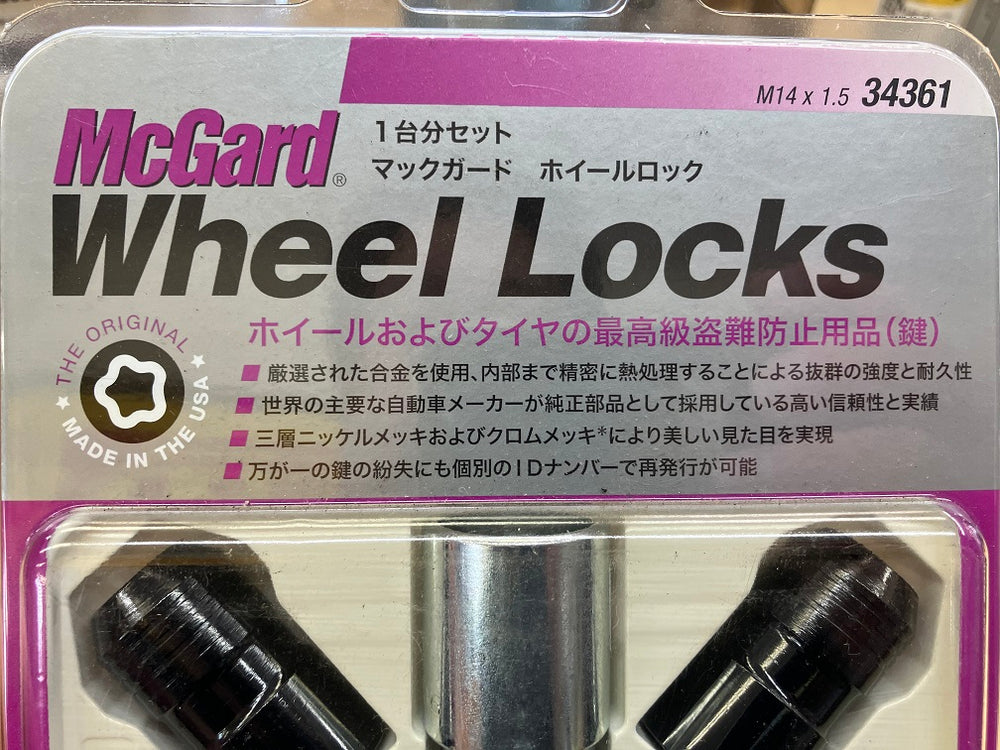 M14 x 1.5 34361
McGard®
1台分セット
マックガード ホイールロック
Wheel Locks
ホイールおよびタイヤの最高級盗難防止用品(鍵)
THE ORIGINAL
★ MADE IN THE USA ★
■ 厳選された合金を使用、内部まで精密に熱処理することによる抜群の強度と耐久性
■ 世界の主要な自動車メーカーが純正部品として採用している高い信頼性と実績
■ 三層ニッケルメッキおよびクロムメッキ*により美しい見た目を実現
■ 万が一の鍵の紛失にも個別のIDナンバーで再発行が可能